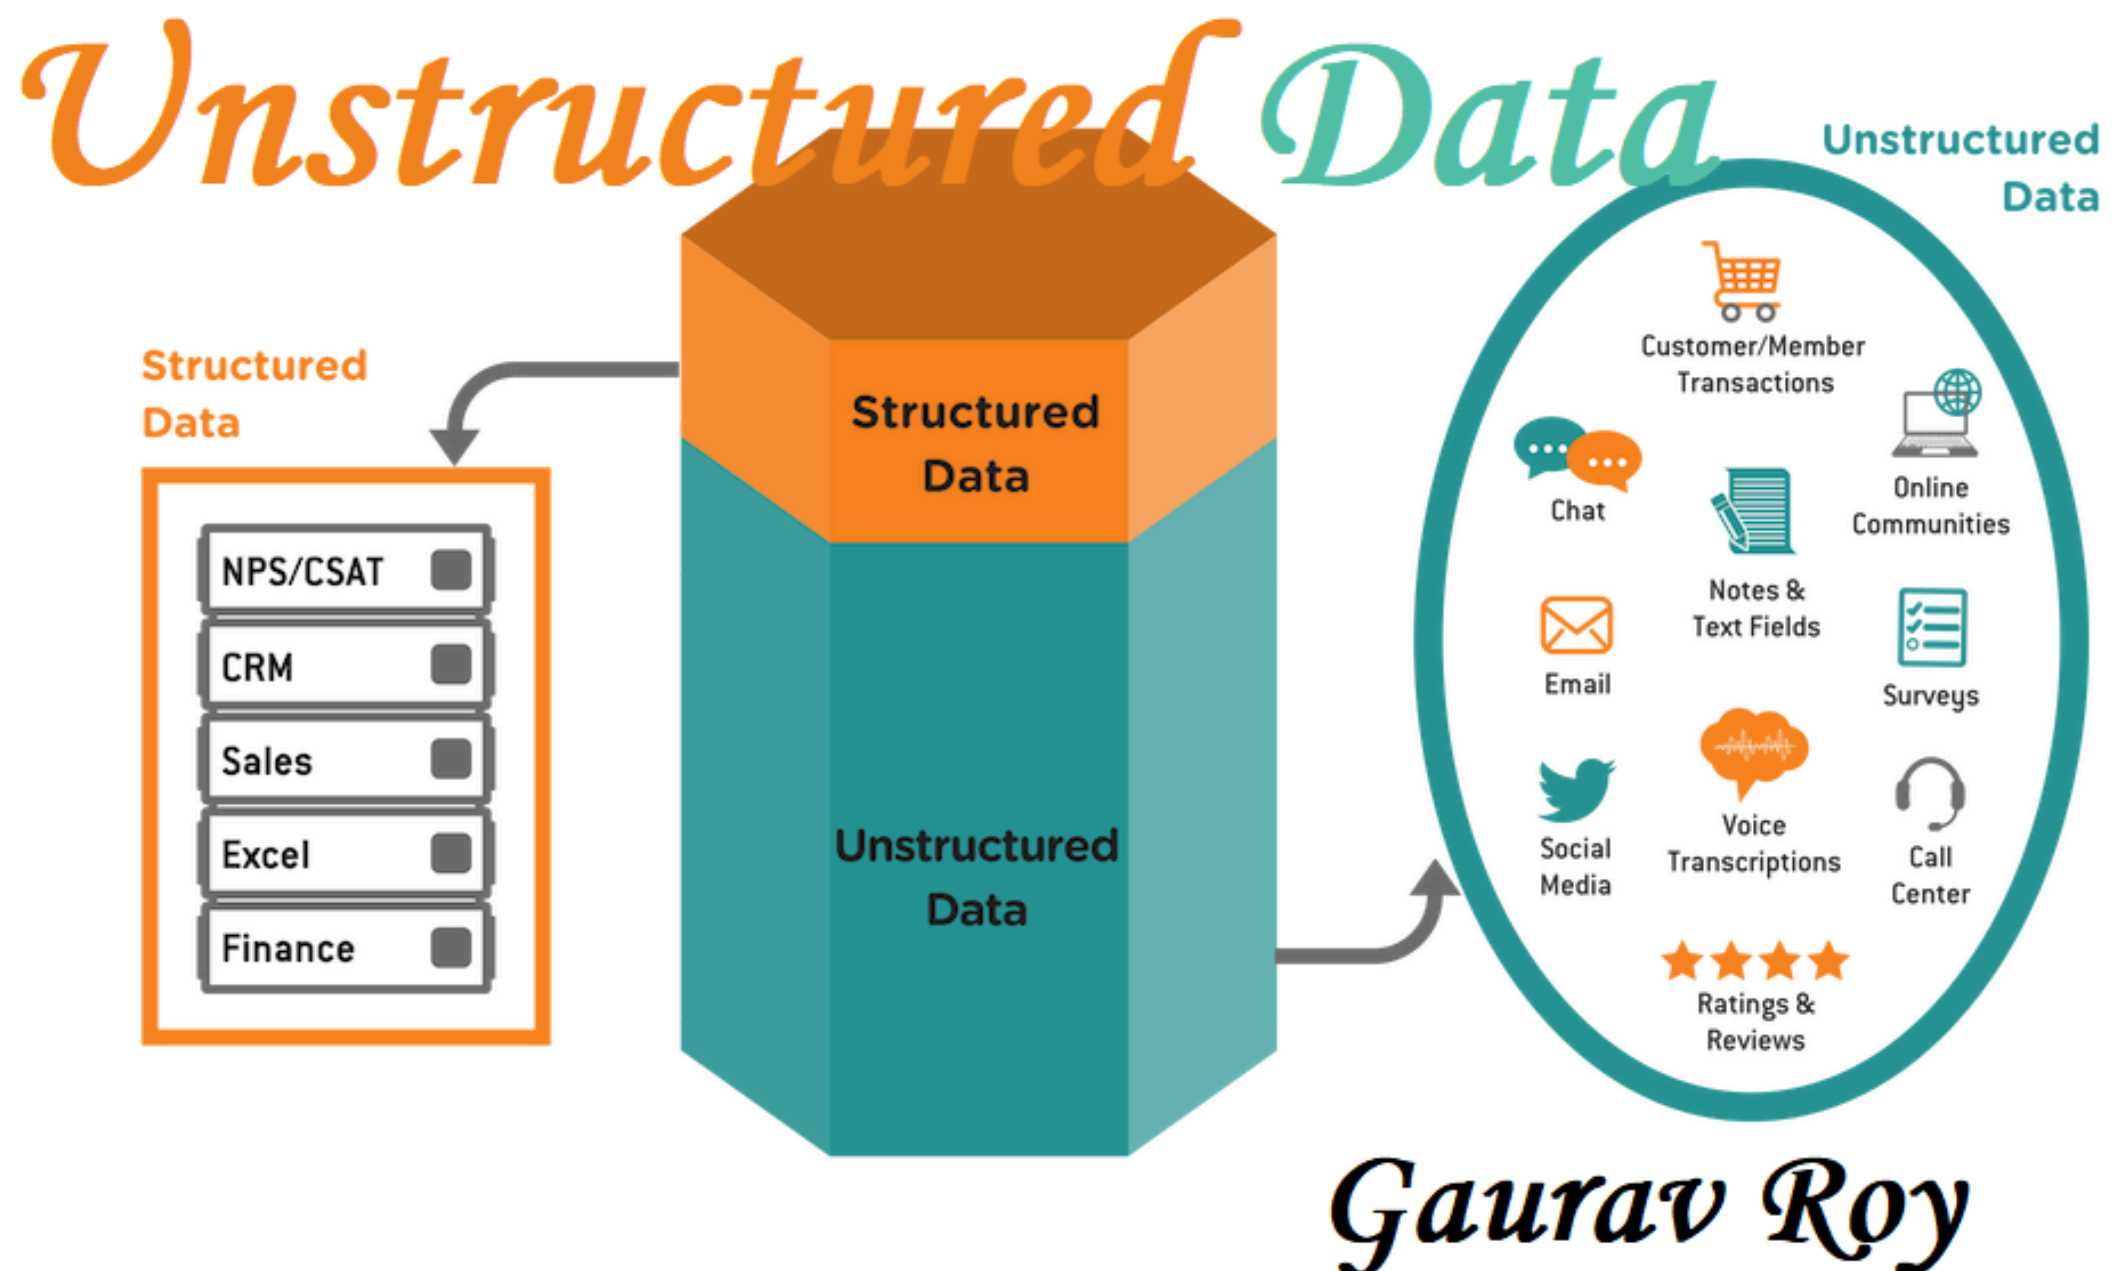 Unstructured Data
Structured
Data
NPS/CSAT
CRM
Sales
Excel
Finance
Structured
Data
Unstructured
Data
Unstructured
Data
Customer/Member
Transactions
Chat
Online
Communities
Notes &
Text Fields
Email
Surveys
Social
Media
Voice
Transcriptions
Call
Center
Ratings &
Reviews
Gaurav Roy